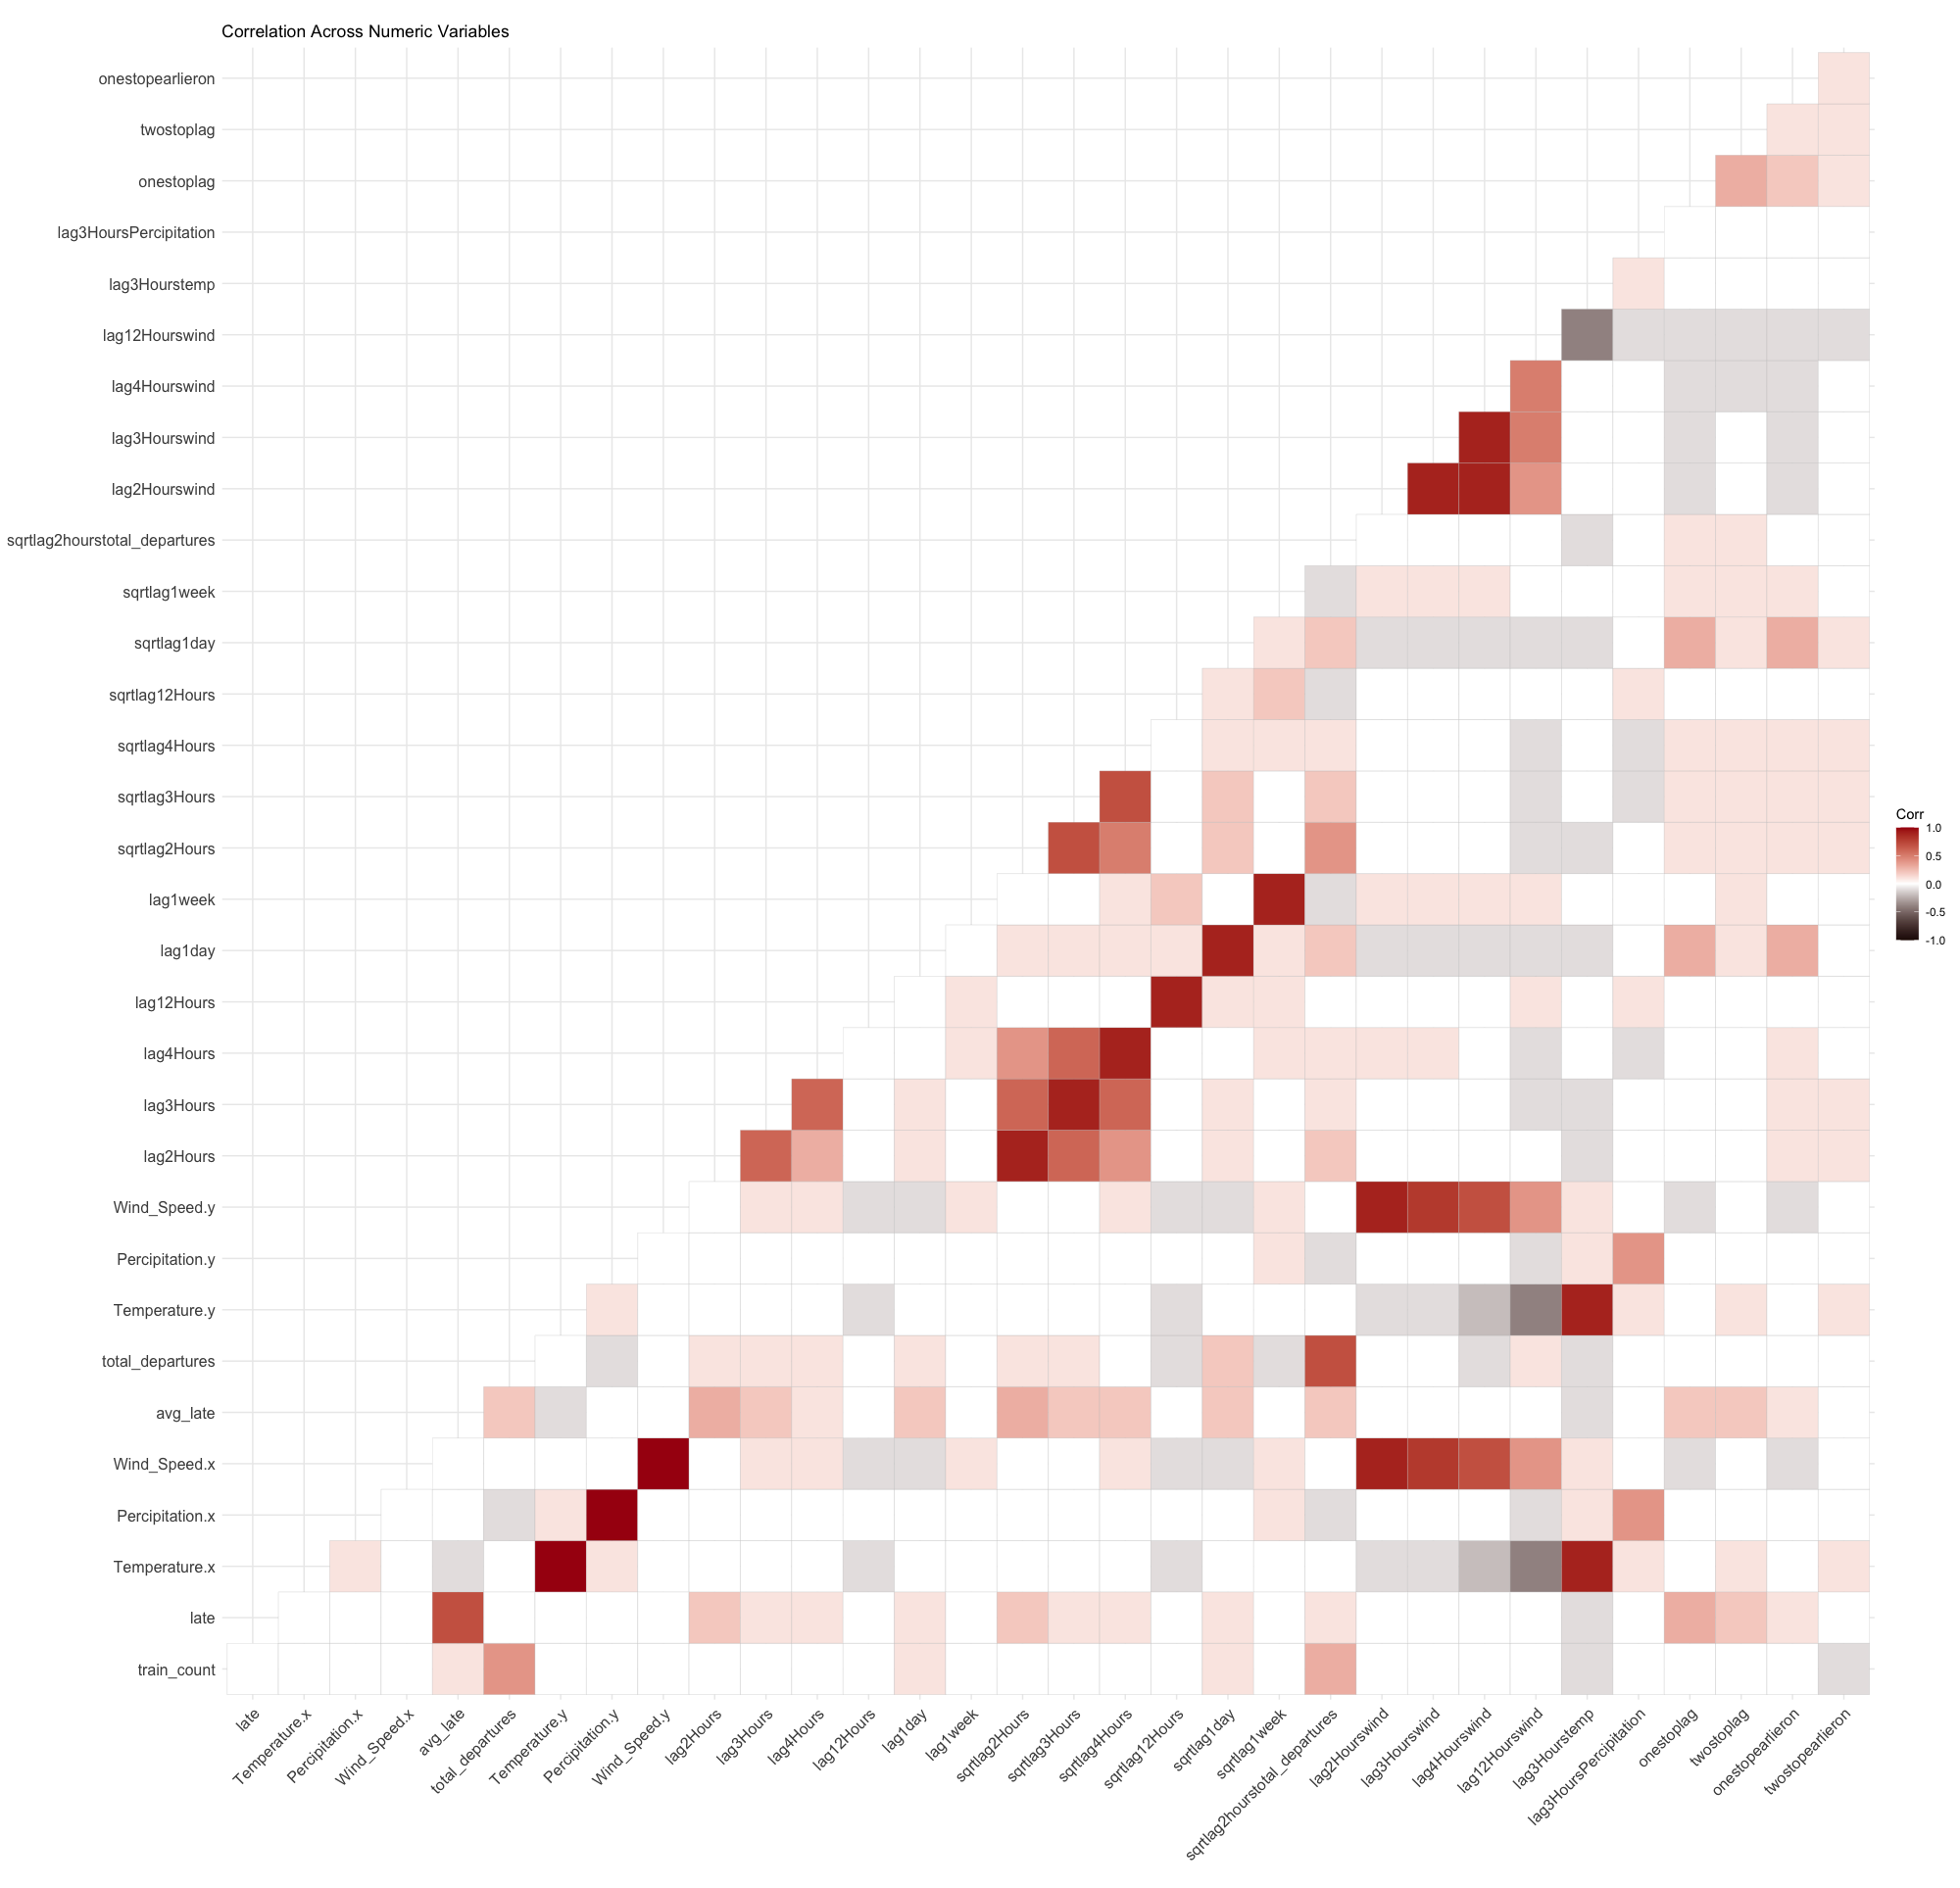 Correlation Across Numeric Variables
onestopearlieron
twostoplag
onestoplag
lag3HoursPercipitation
lag3Hourstemp
lag12Hourswind
lag4Hourswind
lag3Hourswind
lag2Hourswind
sqrtlag2hourstotal_departures
sqrtlag1week
sqrtlag1day
sqrtlag12Hours
sqrtlag4Hours
sqrtlag3Hours
sqrtlag2Hours
lag1week
lag1day
lag12Hours
lag4Hours
lag3Hours
lag2Hours
Wind_Speed.y
Percipitation.y
Temperature.y
total_departures
avg_late
Wind_Speed.x
Percipitation.x
Temperature.x
late
train_count
late
Temperature.x
Percipitation.x
Wind_Speed.x
avg_late
total_departures
Temperature.y
Percipitation.y
Wind_Speed.y
lag2Hours
lag3Hours
lag4Hours
lag12Hours
lag1day
lag1week
sqrtlag2Hours
sqrtlag3Hours
sqrtlag4Hours
sqrtlag12Hours
sqrtlag1day
sqrtlag1week
sqrtlag2hourstotal_departures
lag2Hourswind
lag3Hourswind
lag4Hourswind
lag12Hourswind
lag3Hourstemp
lag3HoursPercipitation
onestoplag
twostoplag
onestopearlieron
twostopearlieron
Corr
1.0
0.5
0.0
-0.5
-1.0